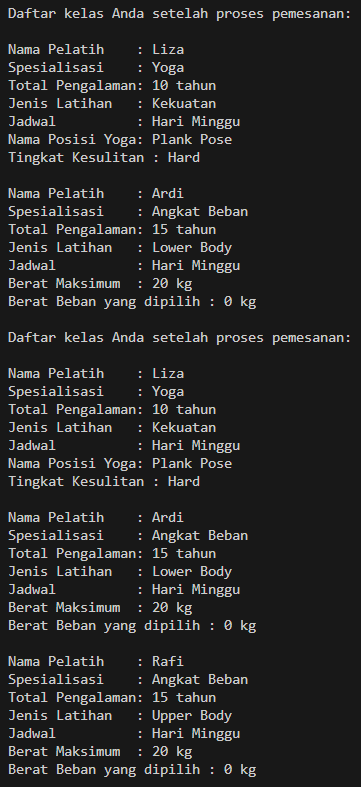 Daftar kelas Anda setelah proses pemesanan:

Nama Pelatih    : Liza
Spesialisasi    : Yoga
Total Pengalaman: 10 tahun
Jenis Latihan   : Kekuatan
Jadwal          : Hari Minggu
Nama Posisi Yoga: Plank Pose
Tingkat Kesulitan : Hard

Nama Pelatih    : Ardi
Spesialisasi    : Angkat Beban
Total Pengalaman: 15 tahun
Jenis Latihan   : Lower Body
Jadwal          : Hari Minggu
Berat Maksimum  : 20 kg
Berat Beban yang dipilih : 0 kg

Daftar kelas Anda setelah proses pemesanan:

Nama Pelatih    : Liza
Spesialisasi    : Yoga
Total Pengalaman: 10 tahun
Jenis Latihan   : Kekuatan
Jadwal          : Hari Minggu
Nama Posisi Yoga: Plank Pose
Tingkat Kesulitan : Hard

Nama Pelatih    : Ardi
Spesialisasi    : Angkat Beban
Total Pengalaman: 15 tahun
Jenis Latihan   : Lower Body
Jadwal          : Hari Minggu
Berat Maksimum  : 20 kg
Berat Beban yang dipilih : 0 kg

Nama Pelatih    : Rafi
Spesialisasi    : Angkat Beban
Total Pengalaman: 15 tahun
Jenis Latihan   : Upper Body
Jadwal          : Hari Minggu
Berat Maksimum  : 20 kg
Berat Beban yang dipilih : 0 kg